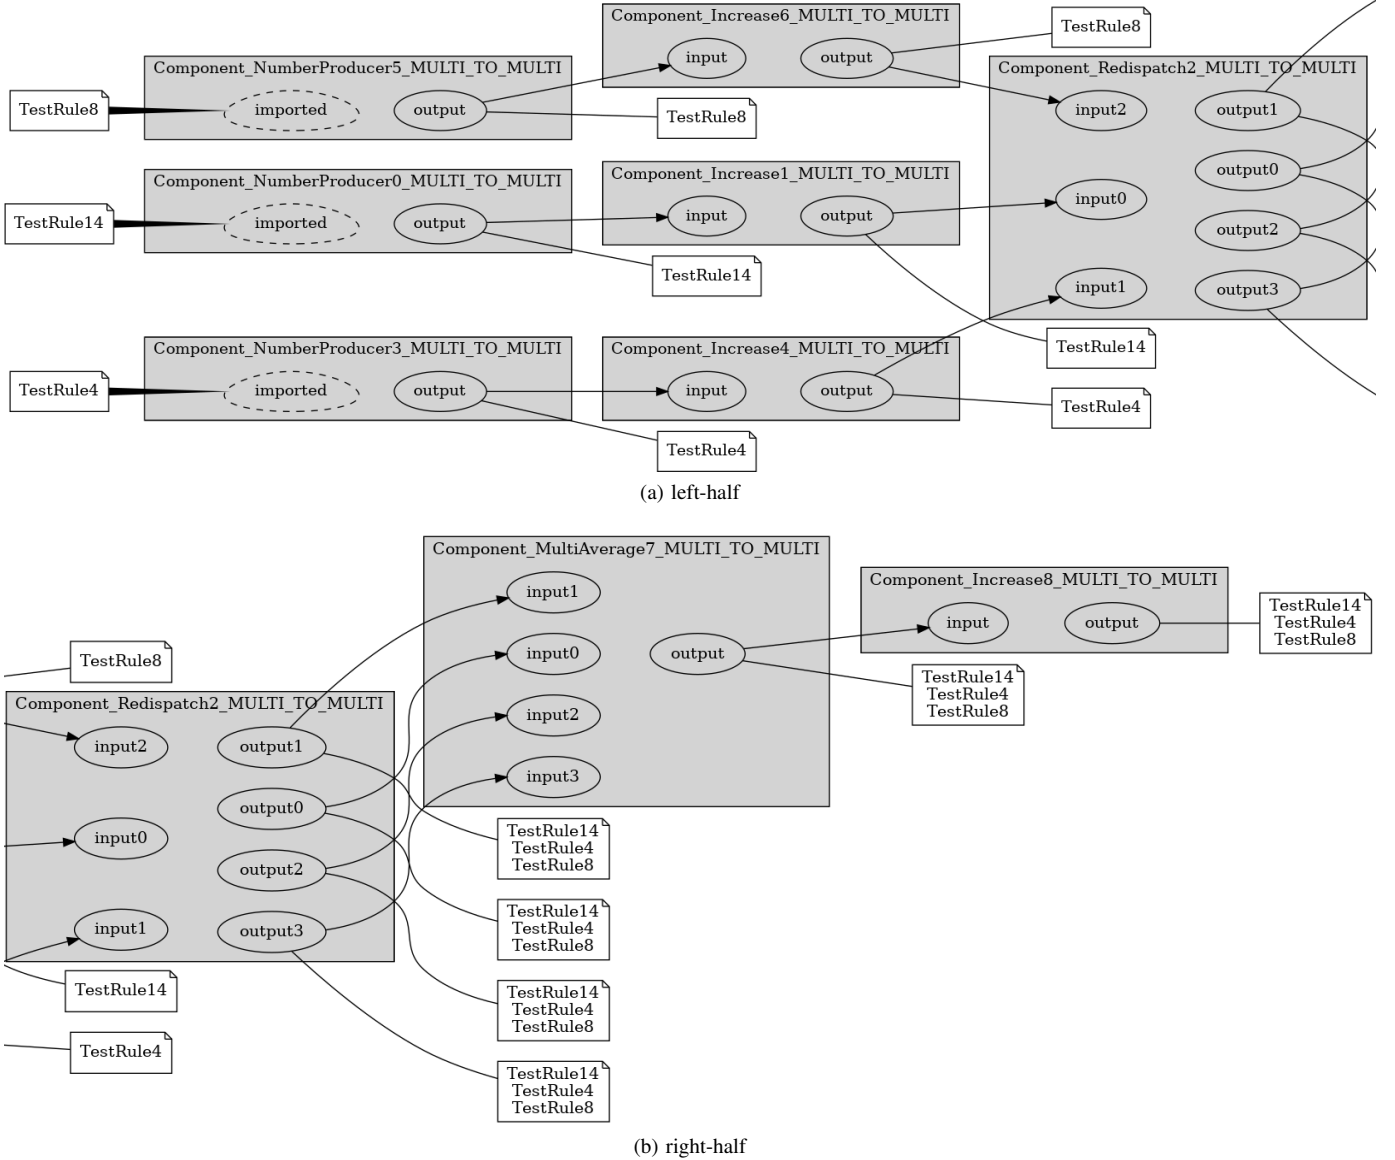 Component_Increase6_MULTI_TO_MULTI
input
output
TestRule8
Component_NumberProducer5_MULTI_TO_MULTI
TestRule8
imported
output
TestRule8
Component_Redispatch2_MULTI_TO_MULTI
input2
output1
output0
input0
output2
input1
output3
Component_NumberProducer0_MULTI_TO_MULTI
TestRule14
imported
output
TestRule14
Component_Increase1_MULTI_TO_MULTI
input
output
TestRule14
Component_NumberProducer3_MULTI_TO_MULTI
TestRule4
imported
output
TestRule4
Component_Increase4_MULTI_TO_MULTI
input
output
TestRule4
(a) left-half
Component_MultiAverage7_MULTI_TO_MULTI
input1
input0
input2
input3
output
Component_Increase8_MULTI_TO_MULTI
input
output
TestRule14
TestRule4
TestRule8
TestRule14
TestRule4
TestRule8
TestRule8
Component_Redispatch2_MULTI_TO_MULTI
input2
output1
output0
input0
output2
input1
output3
TestRule14
TestRule4
TestRule14
TestRule4
TestRule8
TestRule14
TestRule4
TestRule8
TestRule14
TestRule4
TestRule8
TestRule14
TestRule4
TestRule8
(b) right-half